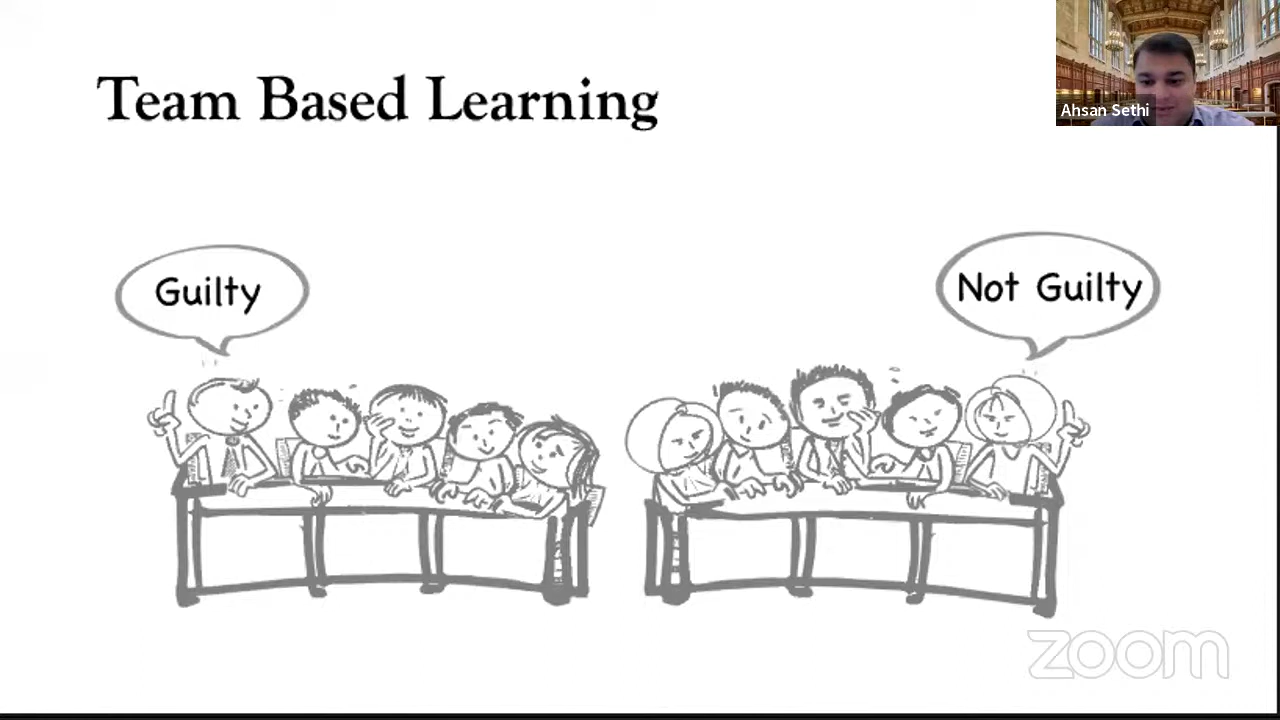 Team Based Learning
Ahsan Sethi
Guilty
Not Guilty
zoom